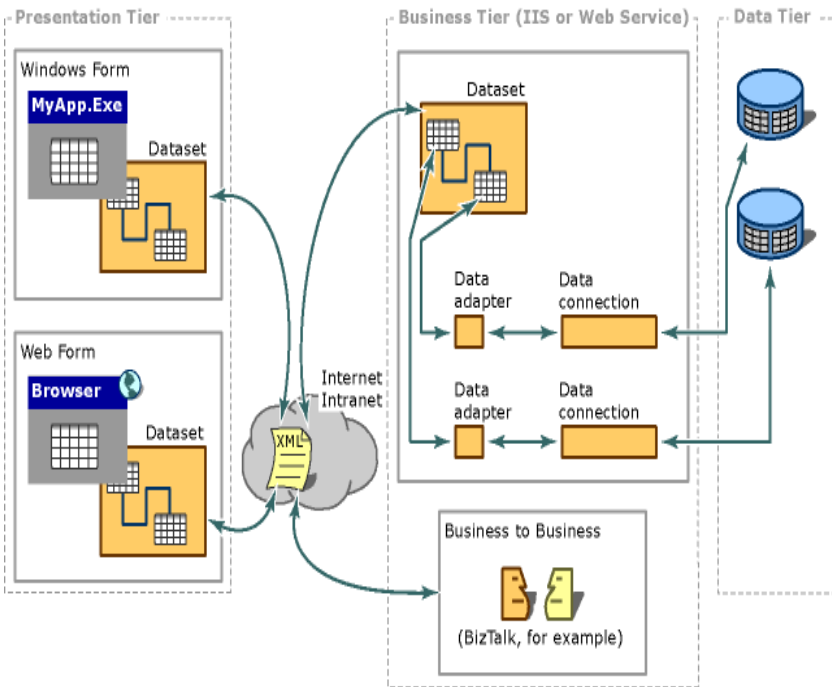 Presentation Tier
Windows Form
MyApp.Exe
Dataset
Web Form
Browser
Dataset
Internet
Intranet
XML
Business Tier (IIS or Web Service)
Dataset
Data
adapter
Data
connection
Data
adapter
Data
connection
Business to Business
(BizTalk, for example)
Data Tier